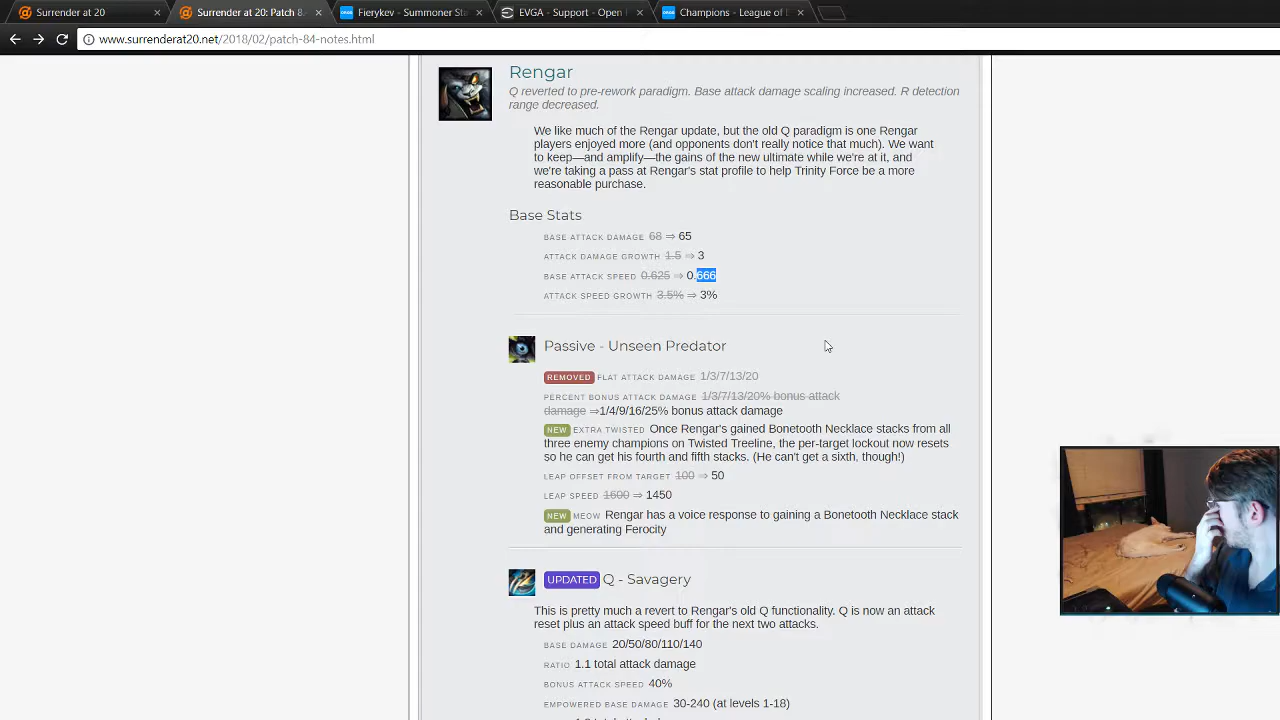 Surrender at 20
Surrender at 20: Patch 8.
Fierykev - Summoner Sta
EVGA - Support - Open
Champions - League of L
www.surrenderat20.net/2018/02/patch-84-notes.html
Rengar
Q reverted to pre-rework paradigm. Base attack damage scaling increased. R detection
range decreased.
We like much of the Rengar update, but the old Q paradigm is one Rengar
players enjoyed more (and opponents don't really notice that much). We want
to keep—and amplify—the gains of the new ultimate while we're at it, and
we're taking a pass at Rengar's stat profile to help Trinity Force be a more
reasonable purchase.
Base Stats
BASE ATTACK DAMAGE 68 ⇒ 65
ATTACK DAMAGE GROWTH 1.5 ⇒ 3
BASE ATTACK SPEED 0.625 ⇒ 0.666
ATTACK SPEED GROWTH 3.5% ⇒ 3%
Passive - Unseen Predator
REMOVED FLAT ATTACK DAMAGE 1/3/7/13/20
PERCENT BONUS ATTACK DAMAGE 1/3/7/13/20% bonus attack
damage ⇒1/4/9/16/25% bonus attack damage
NEW EXTRA TWISTED Once Rengar's gained Bonetooth Necklace stacks from all
three enemy champions on Twisted Treeline, the per-target lockout now resets
so he can get his fourth and fifth stacks. (He can't get a sixth, though!)
LEAP OFFSET FROM TARGET 100 ⇒ 50
LEAP SPEED 1600 ⇒ 1450
NEW MEOW Rengar has a voice response to gaining a Bonetooth Necklace stack
and generating Ferocity
UPDATED Q - Savagery
This is pretty much a revert to Rengar's old Q functionality. Q is now an attack
reset plus an attack speed buff for the next two attacks.
BASE DAMAGE 20/50/80/110/140
RATIO 1.1 total attack damage
BONUS ATTACK SPEED 40%
EMPOWERED BASE DAMAGE 30-240 (at levels 1-18)